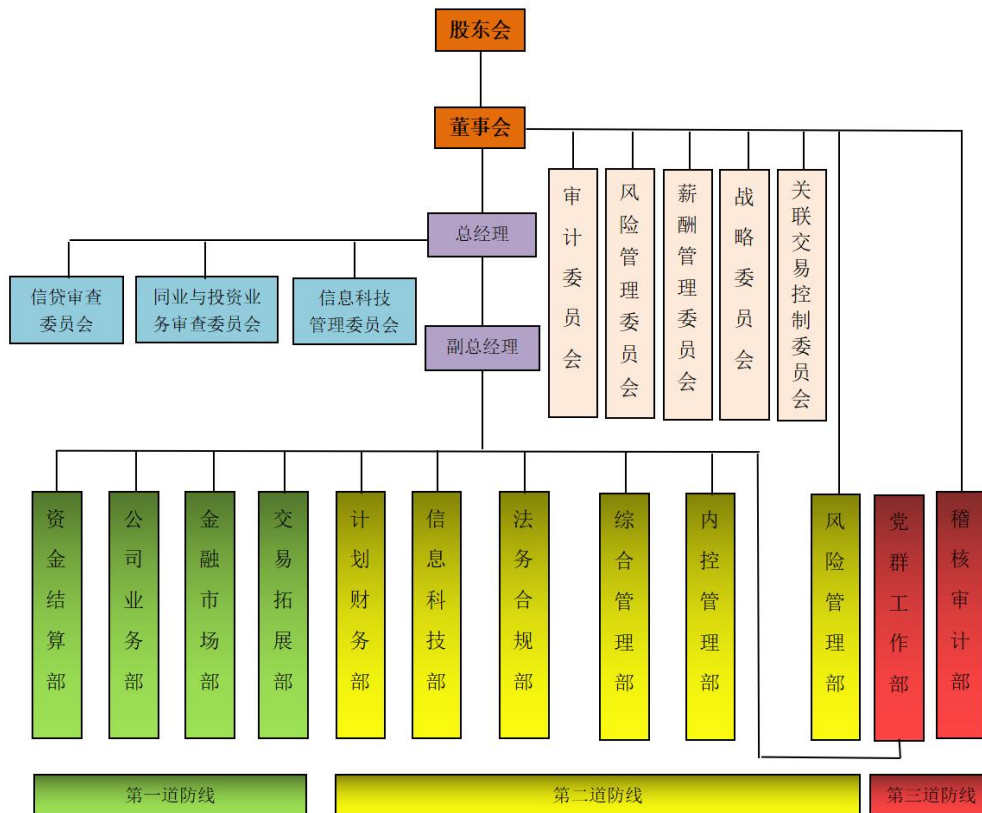 股东会
董事会
总经理
副总经理
信贷审查
委员会
同业与投资业
务审查委员会
信息科技
管理委员会
审计委员会
风险管理委员会
薪酬管理委员会
战略委员会
关联交易控制委员会
资金结算部
公司业务部
金融市场部
交易拓展部
计划财务部
信息科技部
法务合规部
综合管理部
内控管理部
风险管理部
党群工作部
稽核审计部
第一道防线
第二道防线
第三道防线